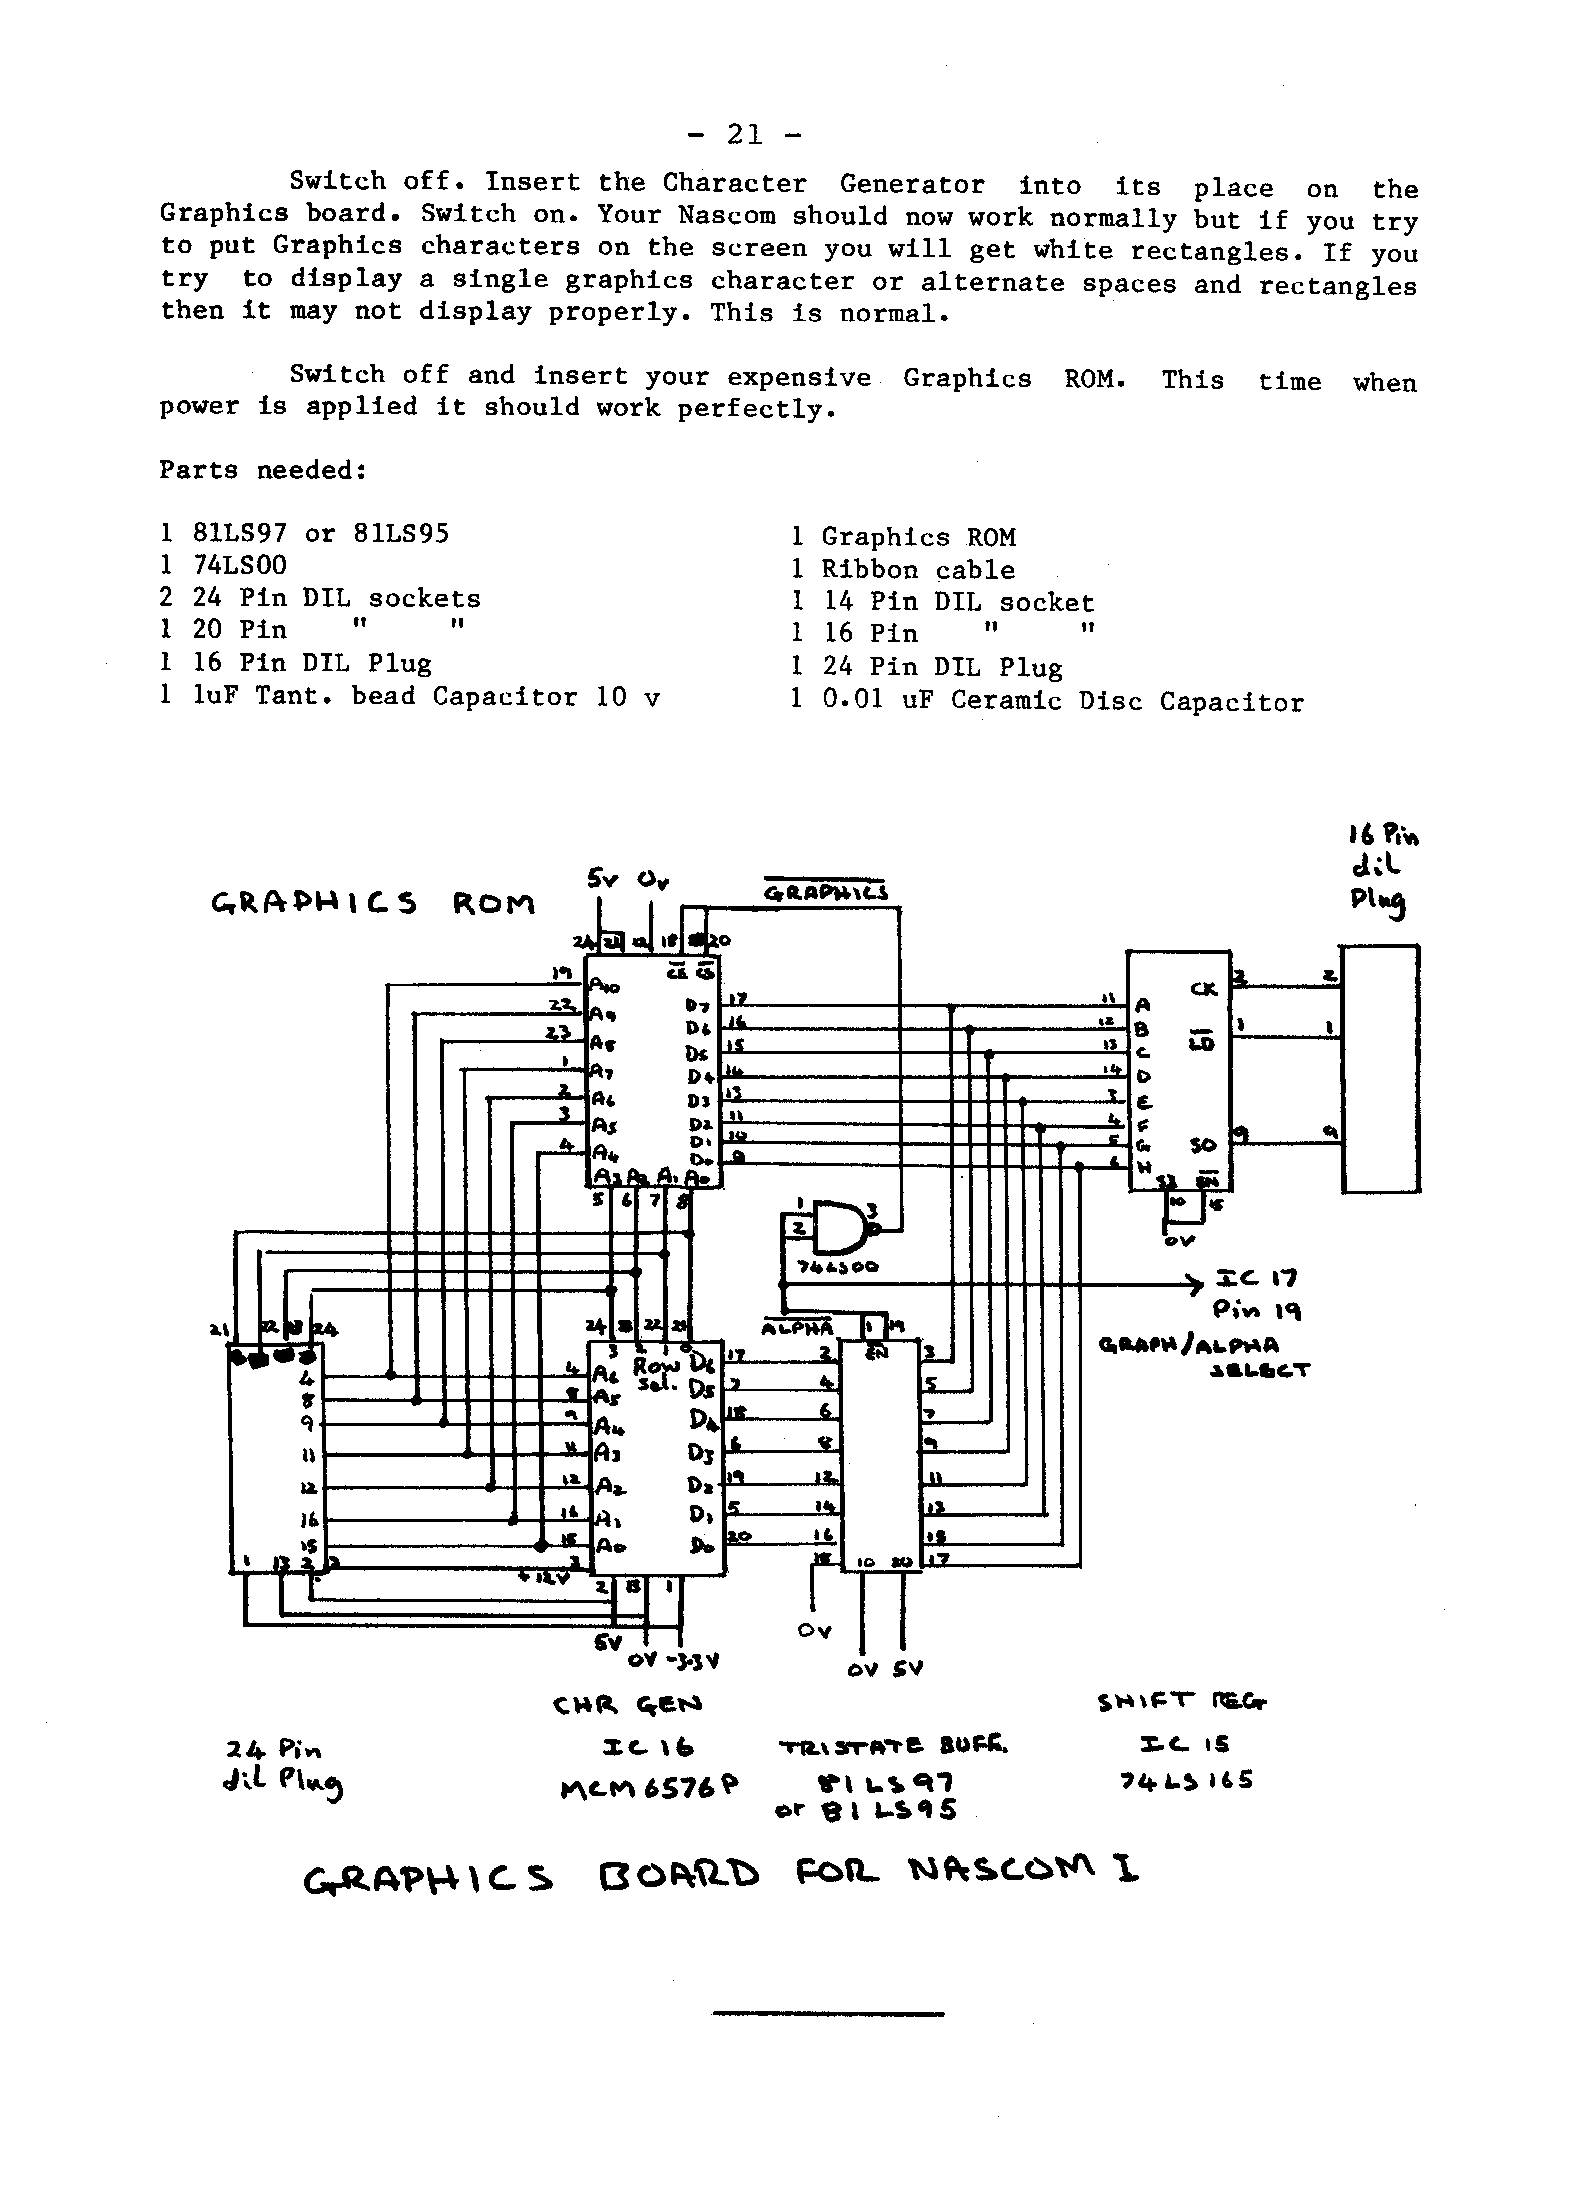 - 21 -
Switch off. Insert the Character Generator into its place on the
Graphics board. Switch on. Your Nascom should now work normally but if you try
to put Graphics characters on the screen you will get white rectangles. If you
try to display a single graphics character or alternate spaces and rectangles
then it may not display properly. This is normal.
Switch off and insert your expensive Graphics ROM. This time when
power is applied it should work perfectly.
Parts needed:
1 81LS97 or 81LS95
1 74LS00
2 24 Pin DIL sockets
1 20 Pin " "
1 16 Pin DIL Plug
1 1uF Tant. bead Capacitor 10 v
1 Graphics ROM
1 Ribbon cable
1 14 Pin DIL socket
1 16 Pin " "
1 24 Pin DIL Plug
1 0.01 uF Ceramic Disc Capacitor
16 Pin
dil
Plug
GRAPHICS ROM
5v 0v
GRAPHICS
24 21 12 18 20
CE CS
19 A10
22 A9
23 A8
1 A7
2 A6
3 A5
4 A4
A3 A2 A1 A0
5 6 7 8
D7 17
D6 16
D5 15
D4 14
D3 13
D2 11
D1 10
D0 9
11 A
12 B
13 C
14 D
3 E
4 F
5 G
6 H
CK 2 2
LD 1 1
SO 9 9
SI EN
10 15
0V
1
2
3
74LS00
IC 17
Pin 19
GRAPH/ALPHA
SELECT
ALPHA
1 19
EN
21 22 23 24
4
8
9
11
12
16
15
1 13 2 3
24 23 22 21
3 2 1 0
Row
Sel.
4 A6
8 A5
9 A4
11 A3
12 A2
16 A1
15 A0
3
+12V
2 13 1
5V
0V -3.3V
D6 17
D5 7
D4 18
D3 6
D2 19
D1 5
D0 20
2 3
4 5
6 7
8 9
12 11
14 13
16 15
18 10 20 17
0V
0V 5V
CHR GEN
IC 16
MCM6576P
24 Pin
dil Plug
TRISTATE BUFF.
81LS97
or 81LS95
SHIFT REG
IC 15
74LS165
GRAPHICS BOARD FOR NASCOM I